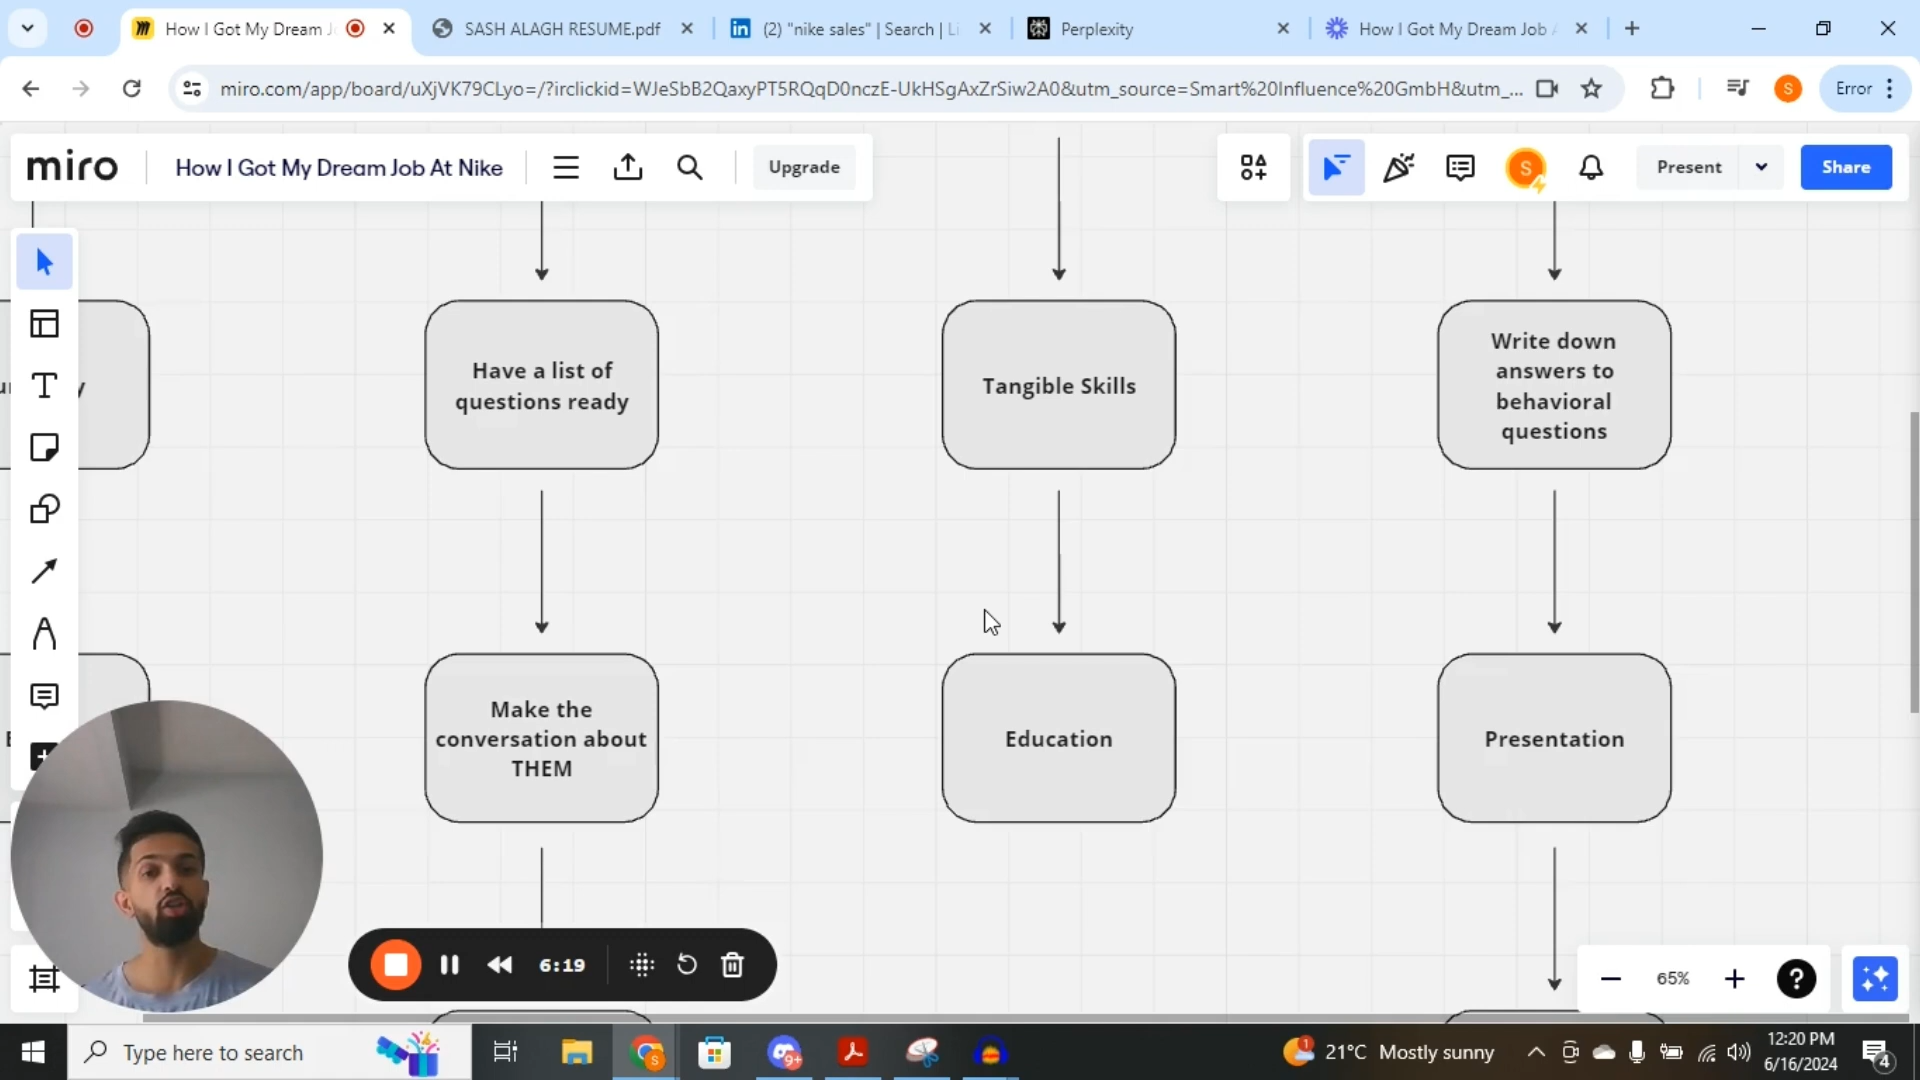 How I Got My Dream J
SASH ALAGH RESUME.pdf
(2) "nike sales" | Search | Li
Perplexity
How I Got My Dream Job A
miro.com/app/board/uXjVK79CLyo=/?irclickid=WJeSbB2QaxyPT5RQqD0nczE-UkHSgAxZrSiw2A0&utm_source=Smart%20Influence%20GmbH&utm_...
S
Error
miro
How I Got My Dream Job At Nike
Upgrade
S
Present
Share
Have a list of
questions ready
Tangible Skills
Write down
answers to
behavioral
questions
Make the
conversation about
THEM
Education
Presentation
6:19
65%
Type here to search
9+
1
21°C Mostly sunny
12:20 PM
6/16/2024
4